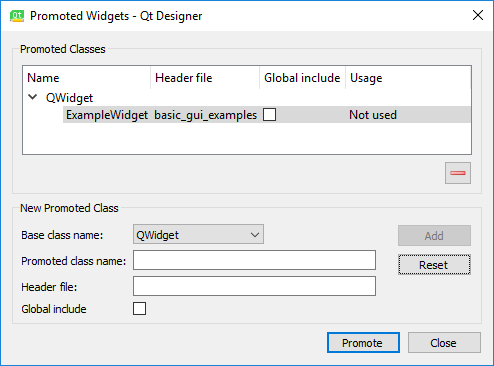 Qt Promoted Widgets - Qt Designer
Promoted Classes
Name Header file Global include Usage
QWidget
ExampleWidget basic_gui_examples Not used
New Promoted Class
Base class name: QWidget Add
Promoted class name:
Reset
Header file:
Global include
Promote Close